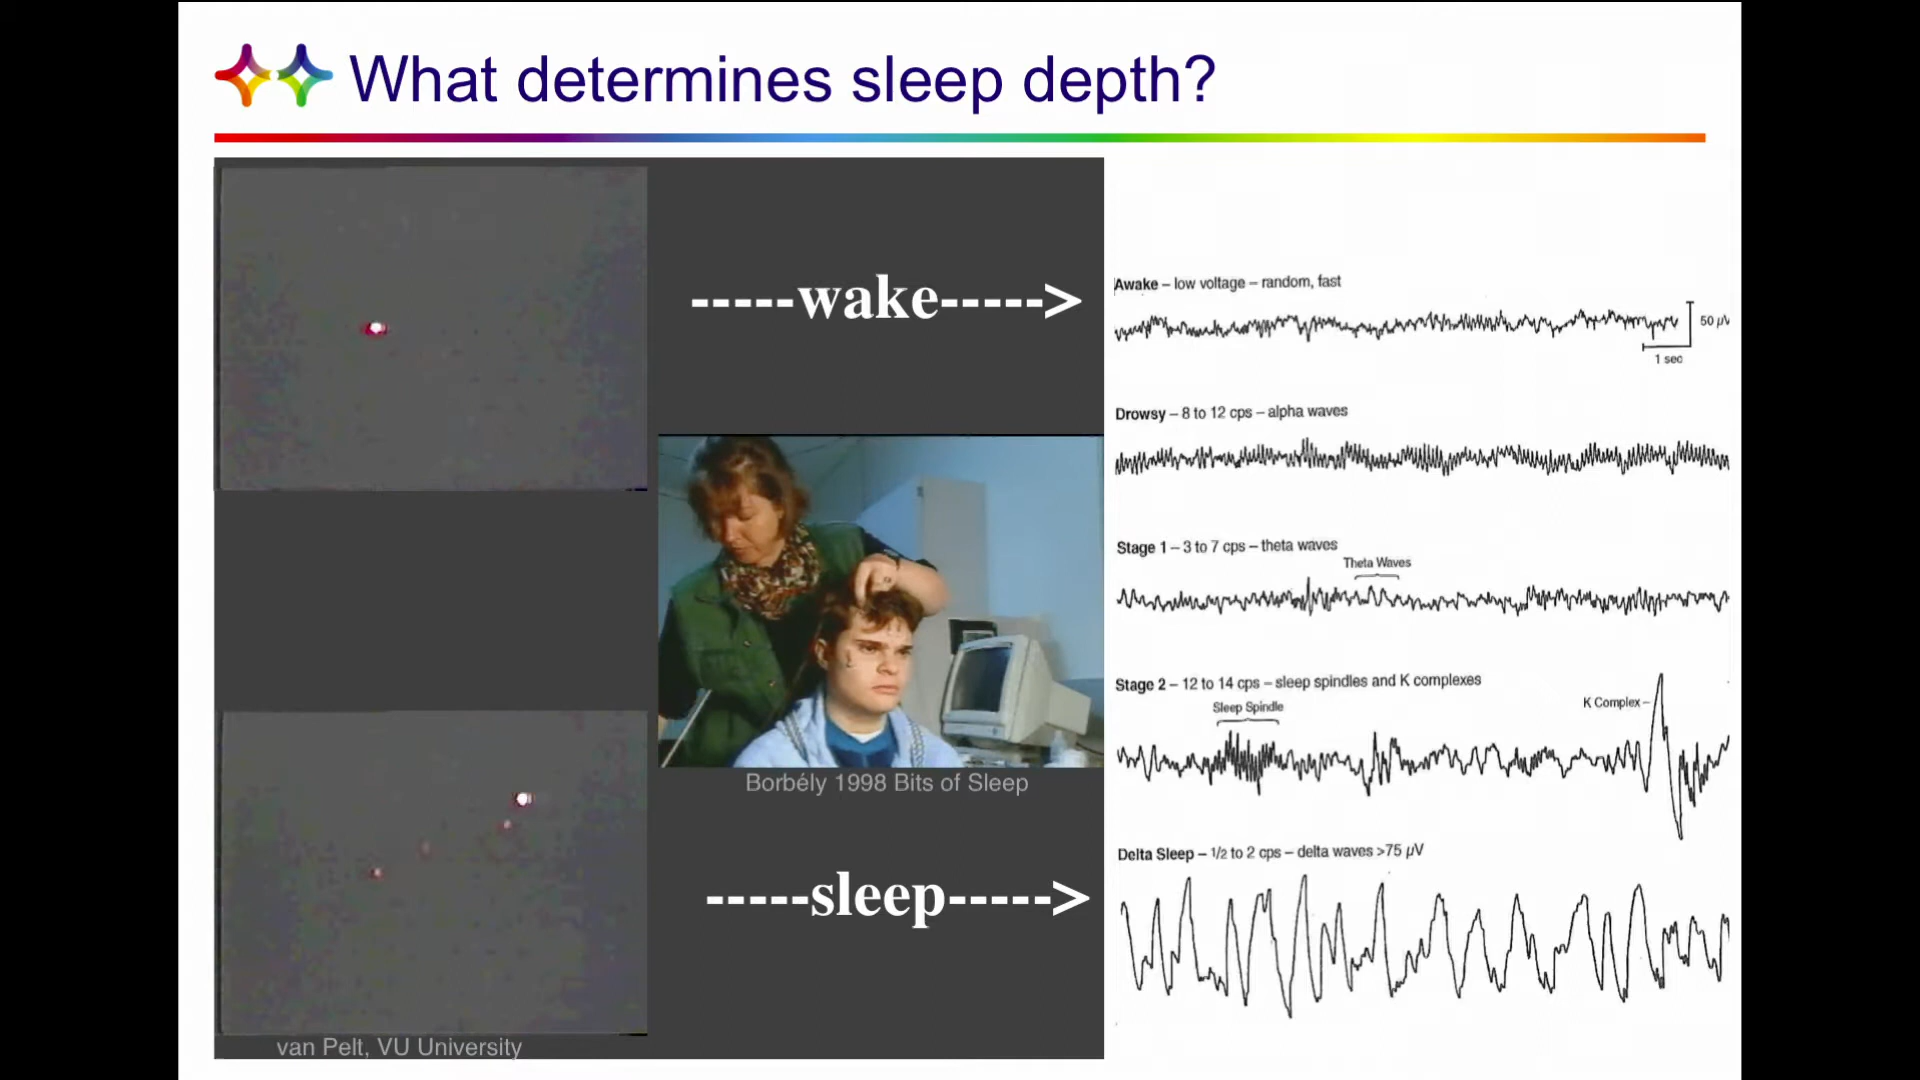 What determines sleep depth?
-----wake----->
Borbély 1998 Bits of Sleep
-----sleep----->
van Pelt, VU University
Awake – low voltage – random, fast
50 µV
1 sec
Drowsy – 8 to 12 cps – alpha waves
Stage 1 – 3 to 7 cps – theta waves
Theta Waves
Stage 2 – 12 to 14 cps – sleep spindles and K complexes
Sleep Spindle
K Complex –
Delta Sleep – 1/2 to 2 cps – delta waves >75 µV